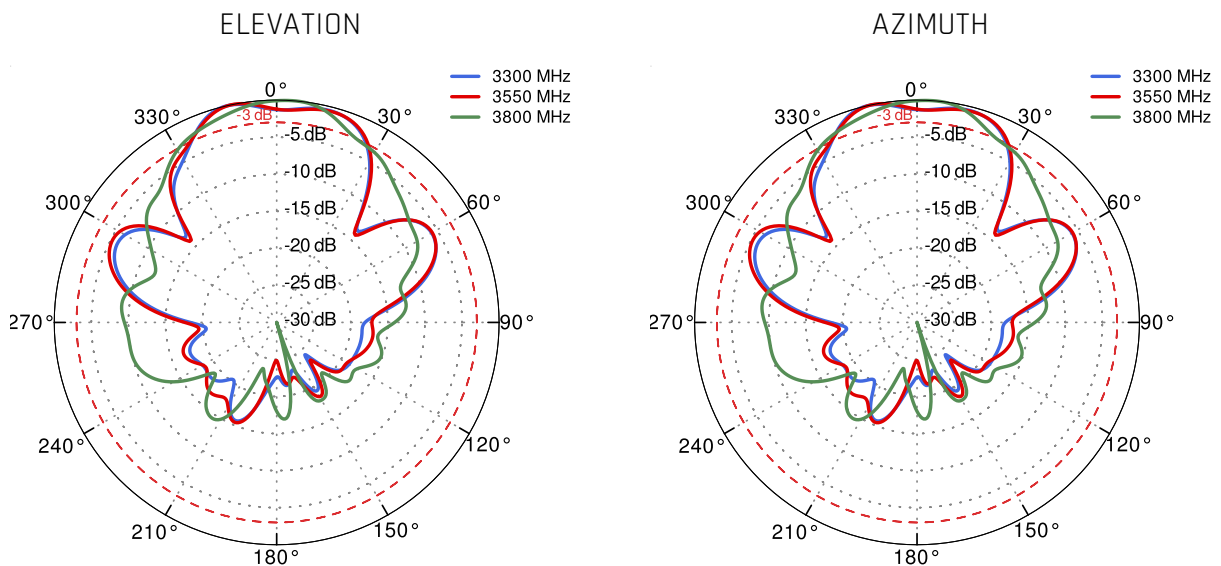 ELEVATION
3300 MHz
3550 MHz
3800 MHz
0°
-3 dB
330°
30°
-5 dB
-10 dB
300°
60°
-15 dB
-20 dB
-25 dB
270°
-30 dB
90°
240°
120°
210°
150°
180°
AZIMUTH
3300 MHz
3550 MHz
3800 MHz
0°
-3 dB
330°
30°
-5 dB
-10 dB
300°
60°
-15 dB
-20 dB
-25 dB
270°
-30 dB
90°
240°
120°
210°
150°
180°